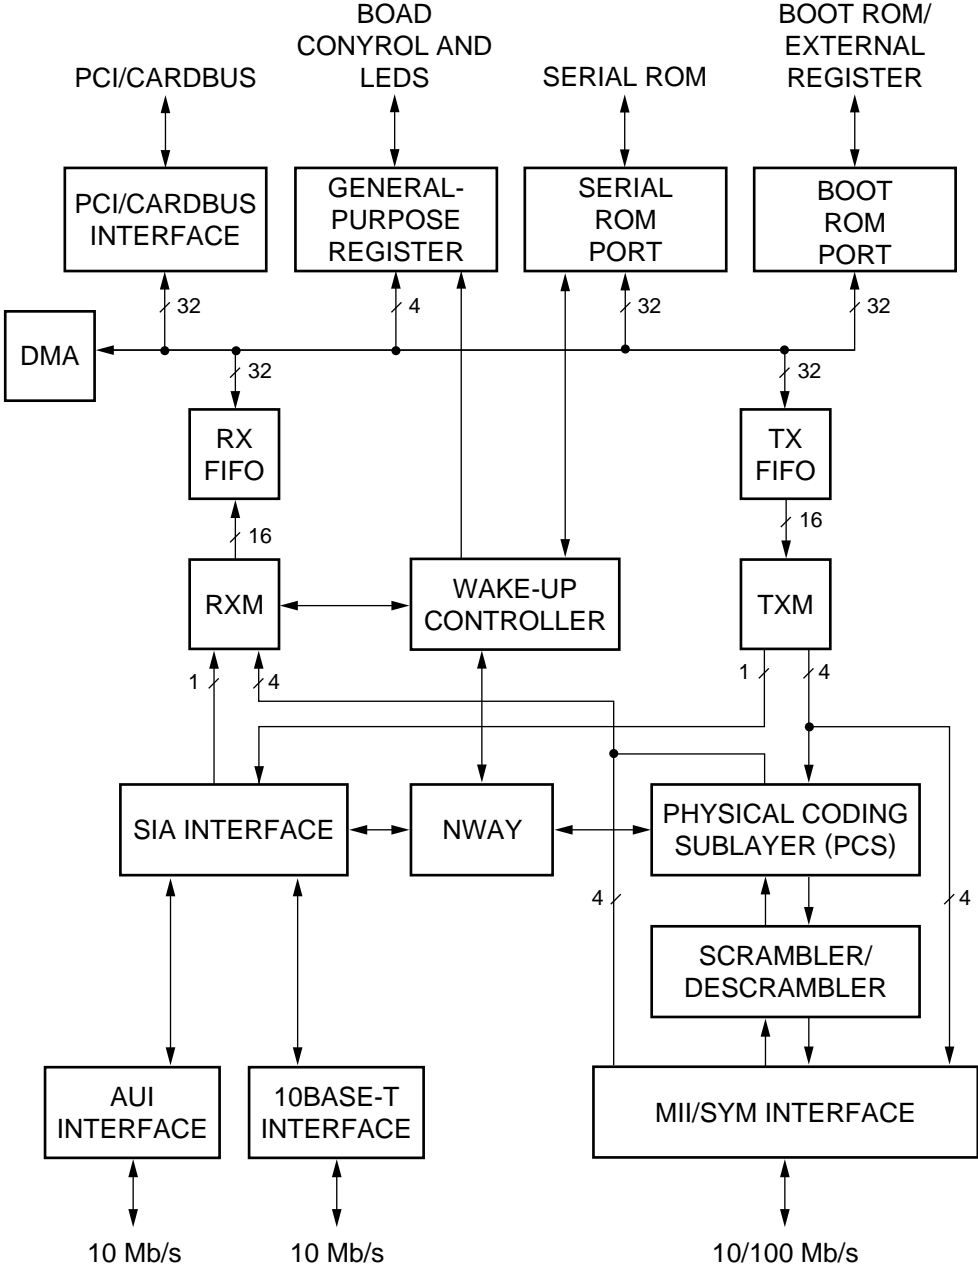 BOAD
CONYROL AND
LEDS
BOOT ROM/
EXTERNAL
REGISTER
PCI/CARDBUS
SERIAL ROM
PCI/CARDBUS
INTERFACE
GENERAL-
PURPOSE
REGISTER
SERIAL
ROM
PORT
BOOT
ROM
PORT
32
4
32
32
DMA
32
32
RX
FIFO
TX
FIFO
16
16
RXM
WAKE-UP
CONTROLLER
TXM
1
4
1
4
SIA INTERFACE
NWAY
PHYSICAL CODING
SUBLAYER (PCS)
4
4
SCRAMBLER/
DESCRAMBLER
AUI
INTERFACE
10BASE-T
INTERFACE
MII/SYM INTERFACE
10 Mb/s
10 Mb/s
10/100 Mb/s